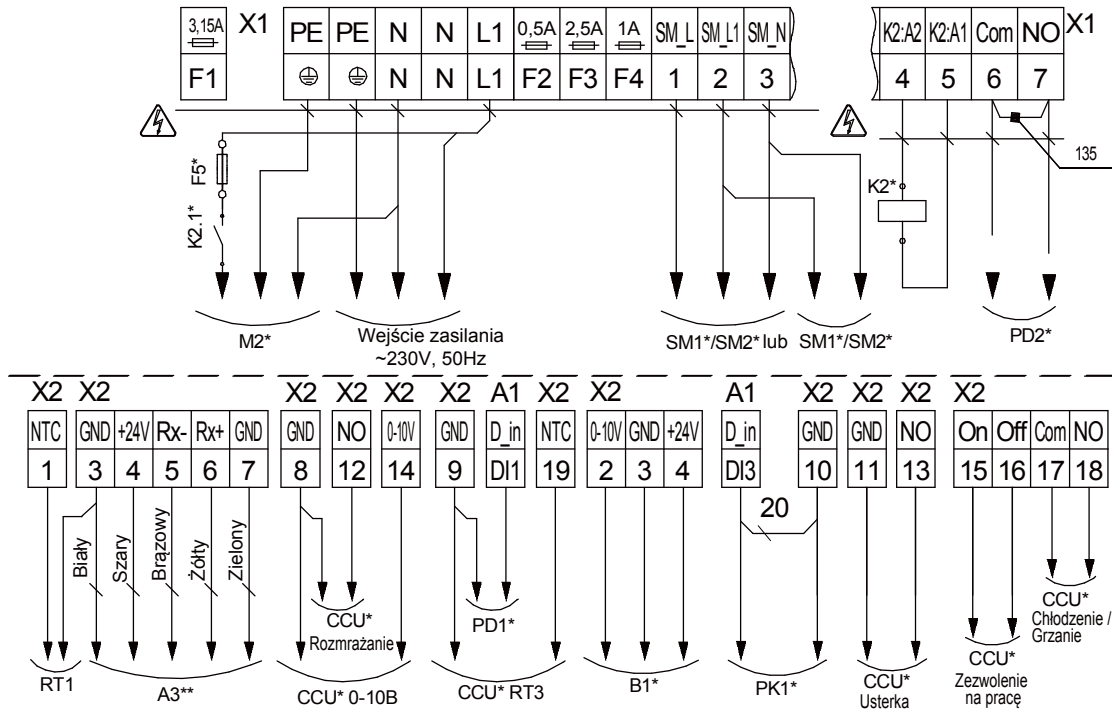 3,15A X1 PE PE N N L1 0,5A 2,5A 1A SM_L SM_L1 SM_N K2:A2 K2:A1 Com NO X1
F1 N N L1 F2 F3 F4 1 2 3 4 5 6 7
135
F5*
K2.1*
K2*
M2*
Wejście zasilania
~230V, 50Hz
SM1*/SM2* lub
SM1*/SM2*
PD2*
X2 X2 X2 X2 X2 X2 A1 X2 X2 A1 X2 X2 X2 X2
NTC GND +24V Rx- Rx+ GND GND NO 0-10V GND D_in NTC 0-10V GND +24V D_in GND GND NO On Off Com NO
1 3 4 5 6 7 8 12 14 9 DI1 19 2 3 4 DI3 10 11 13 15 16 17 18
20
Biały
Szary
Brązowy
Żółty
Zielony
CCU*
Rozmrażanie
PD1*
CCU*
Chłodzenie /
Grzanie
RT1
A3**
CCU* 0-10B
CCU* RT3
B1*
PK1*
CCU*
Usterka
CCU*
Zezwolenie
na pracę